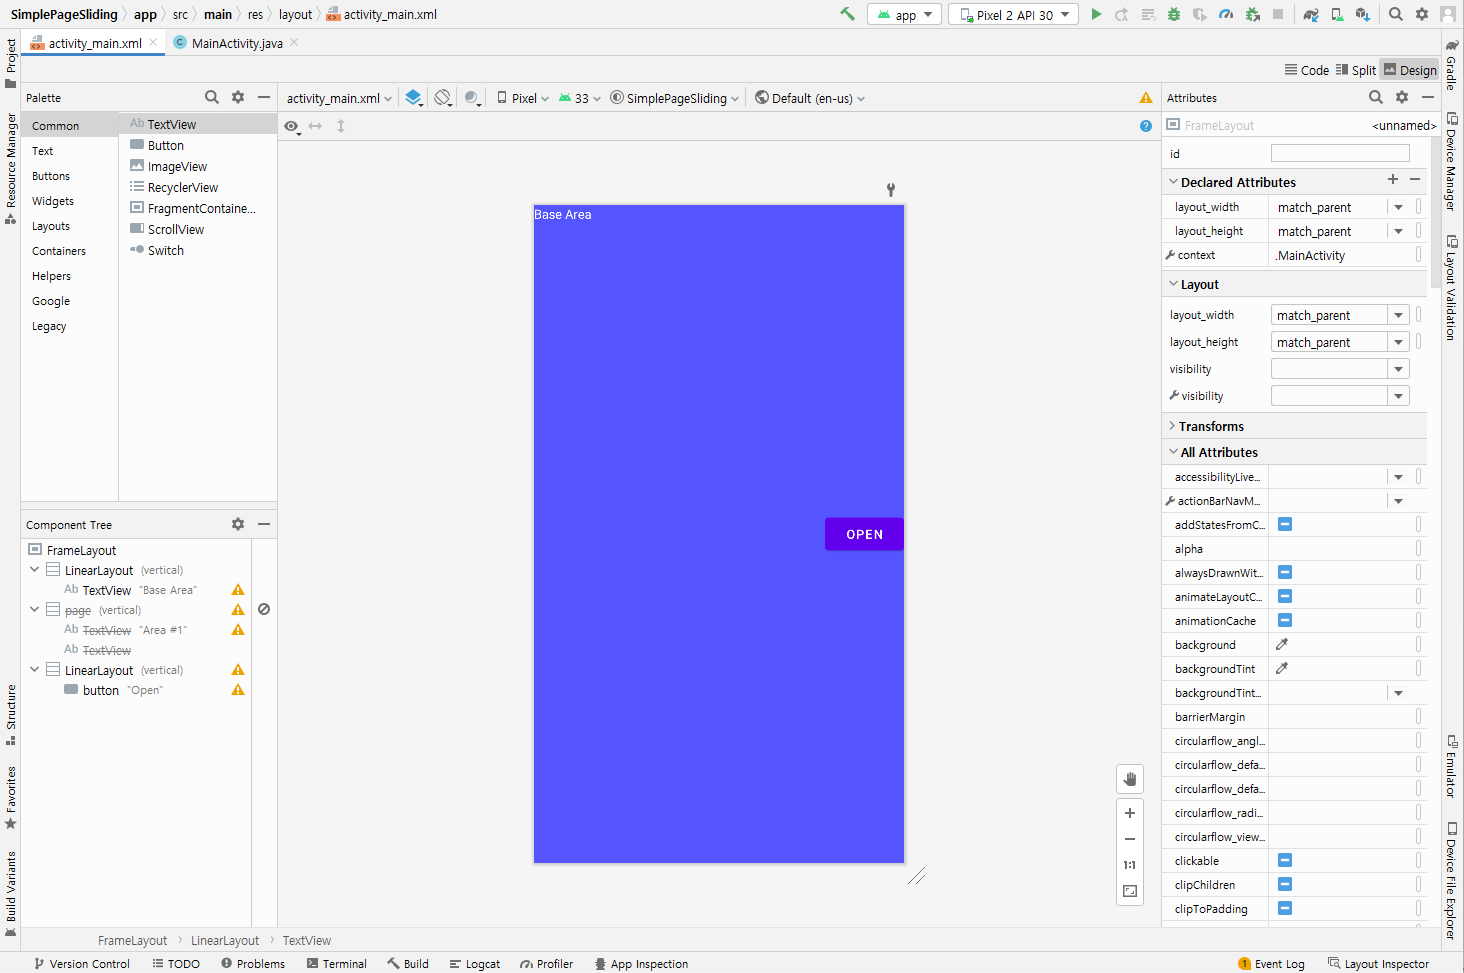 SimplePageSliding app src main res layout activity_main.xml app Pixel 2 API 30
activity_main.xml MainActivity.java
Code Split Design
Palette
activity_main.xml Pixel 33 SimplePageSliding Default (en-us)
Attributes
Common
Text
Buttons
Widgets
Layouts
Containers
Helpers
Google
Legacy
Ab TextView
Button
ImageView
RecyclerView
FragmentContaine...
ScrollView
Switch
Component Tree
FrameLayout
LinearLayout (vertical)
Ab TextView "Base Area"
page (vertical)
Ab TextView "Area #1"
Ab TextView
LinearLayout (vertical)
button "Open"
Base Area
OPEN
1:1
FrameLayout <unnamed>
id
Declared Attributes
layout_width match_parent
layout_height match_parent
context .MainActivity
Layout
layout_width match_parent
layout_height match_parent
visibility
visibility
Transforms
All Attributes
accessibilityLive...
actionBarNavM...
addStatesFromC...
alpha
alwaysDrawnWit...
animateLayoutC...
animationCache
background
backgroundTint
backgroundTint...
barrierMargin
circularflow_angl...
circularflow_defa...
circularflow_defa...
circularflow_radi...
circularflow_view...
clickable
clipChildren
clipToPadding
Project
Resource Manager
Structure
Favorites
Build Variants
Gradle
Device Manager
Layout Validation
Emulator
Device File Explorer
FrameLayout LinearLayout TextView
Version Control TODO Problems Terminal Build Logcat Profiler App Inspection 1 Event Log Layout Inspector